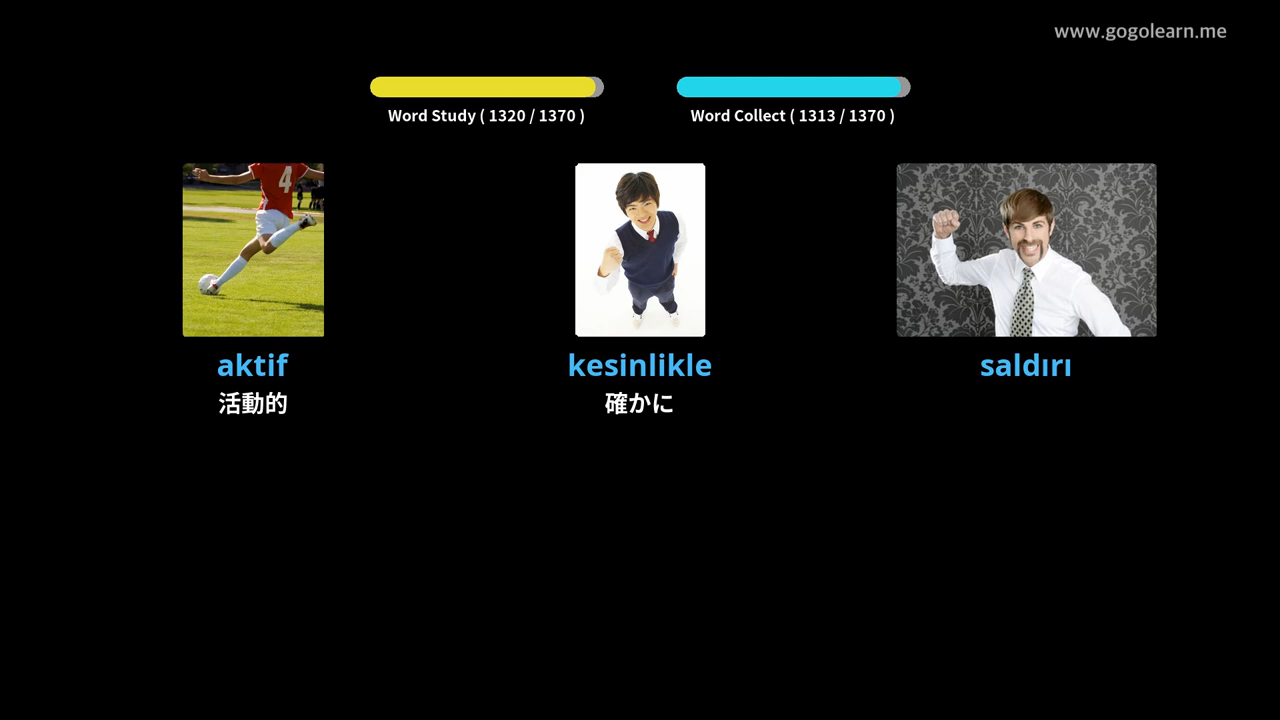 www.gogolearn.me
Word Study ( 1320 / 1370 )
Word Collect ( 1313 / 1370 )
4
aktif
kesinlikle
saldırı
活動的
確かに